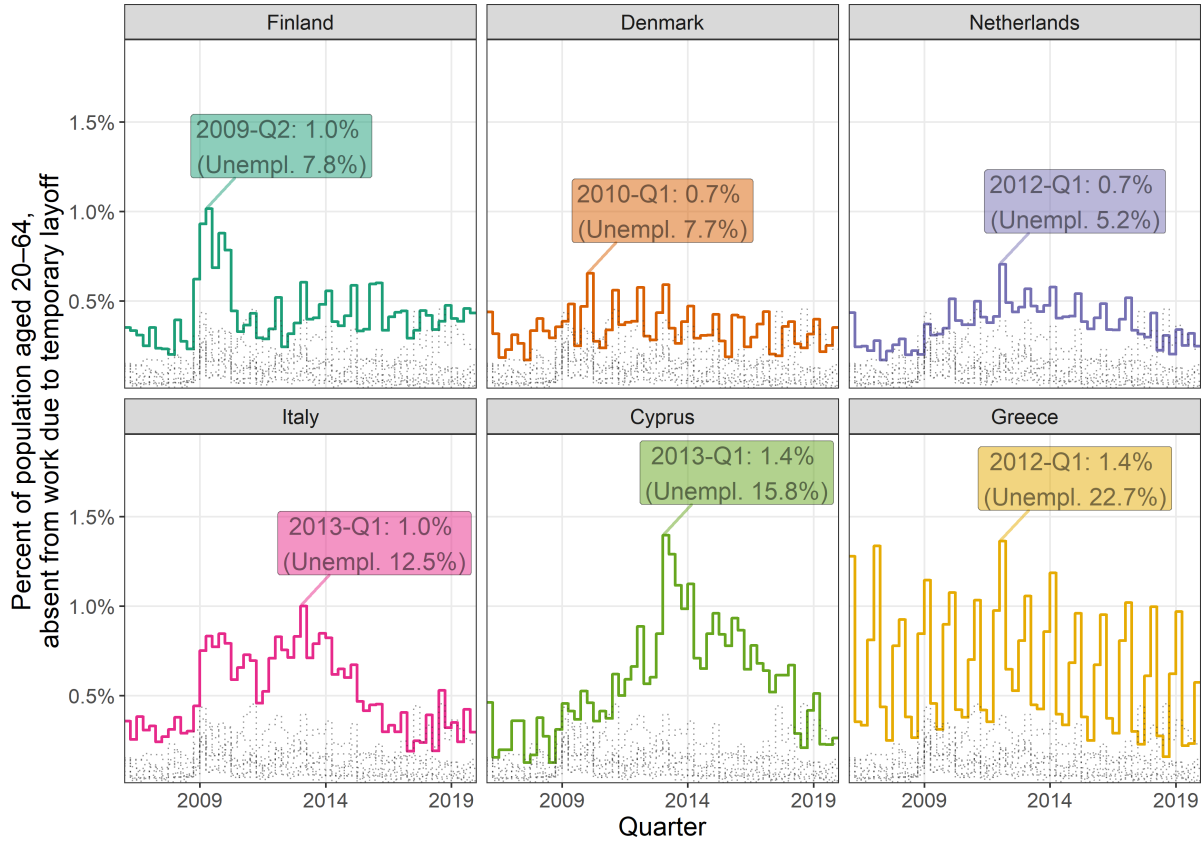 Finland
Denmark
Netherlands
Percent of population aged 20–64,
absent from work due to temporary layoff
1.5%
1.0%
0.5%
2009-Q2: 1.0%
(Unempl. 7.8%)
2010-Q1: 0.7%
(Unempl. 7.7%)
2012-Q1: 0.7%
(Unempl. 5.2%)
Italy
Cyprus
Greece
1.5%
1.0%
0.5%
2013-Q1: 1.0%
(Unempl. 12.5%)
2013-Q1: 1.4%
(Unempl. 15.8%)
2012-Q1: 1.4%
(Unempl. 22.7%)
2009 2014 2019
2009 2014 2019
2009 2014 2019
Quarter